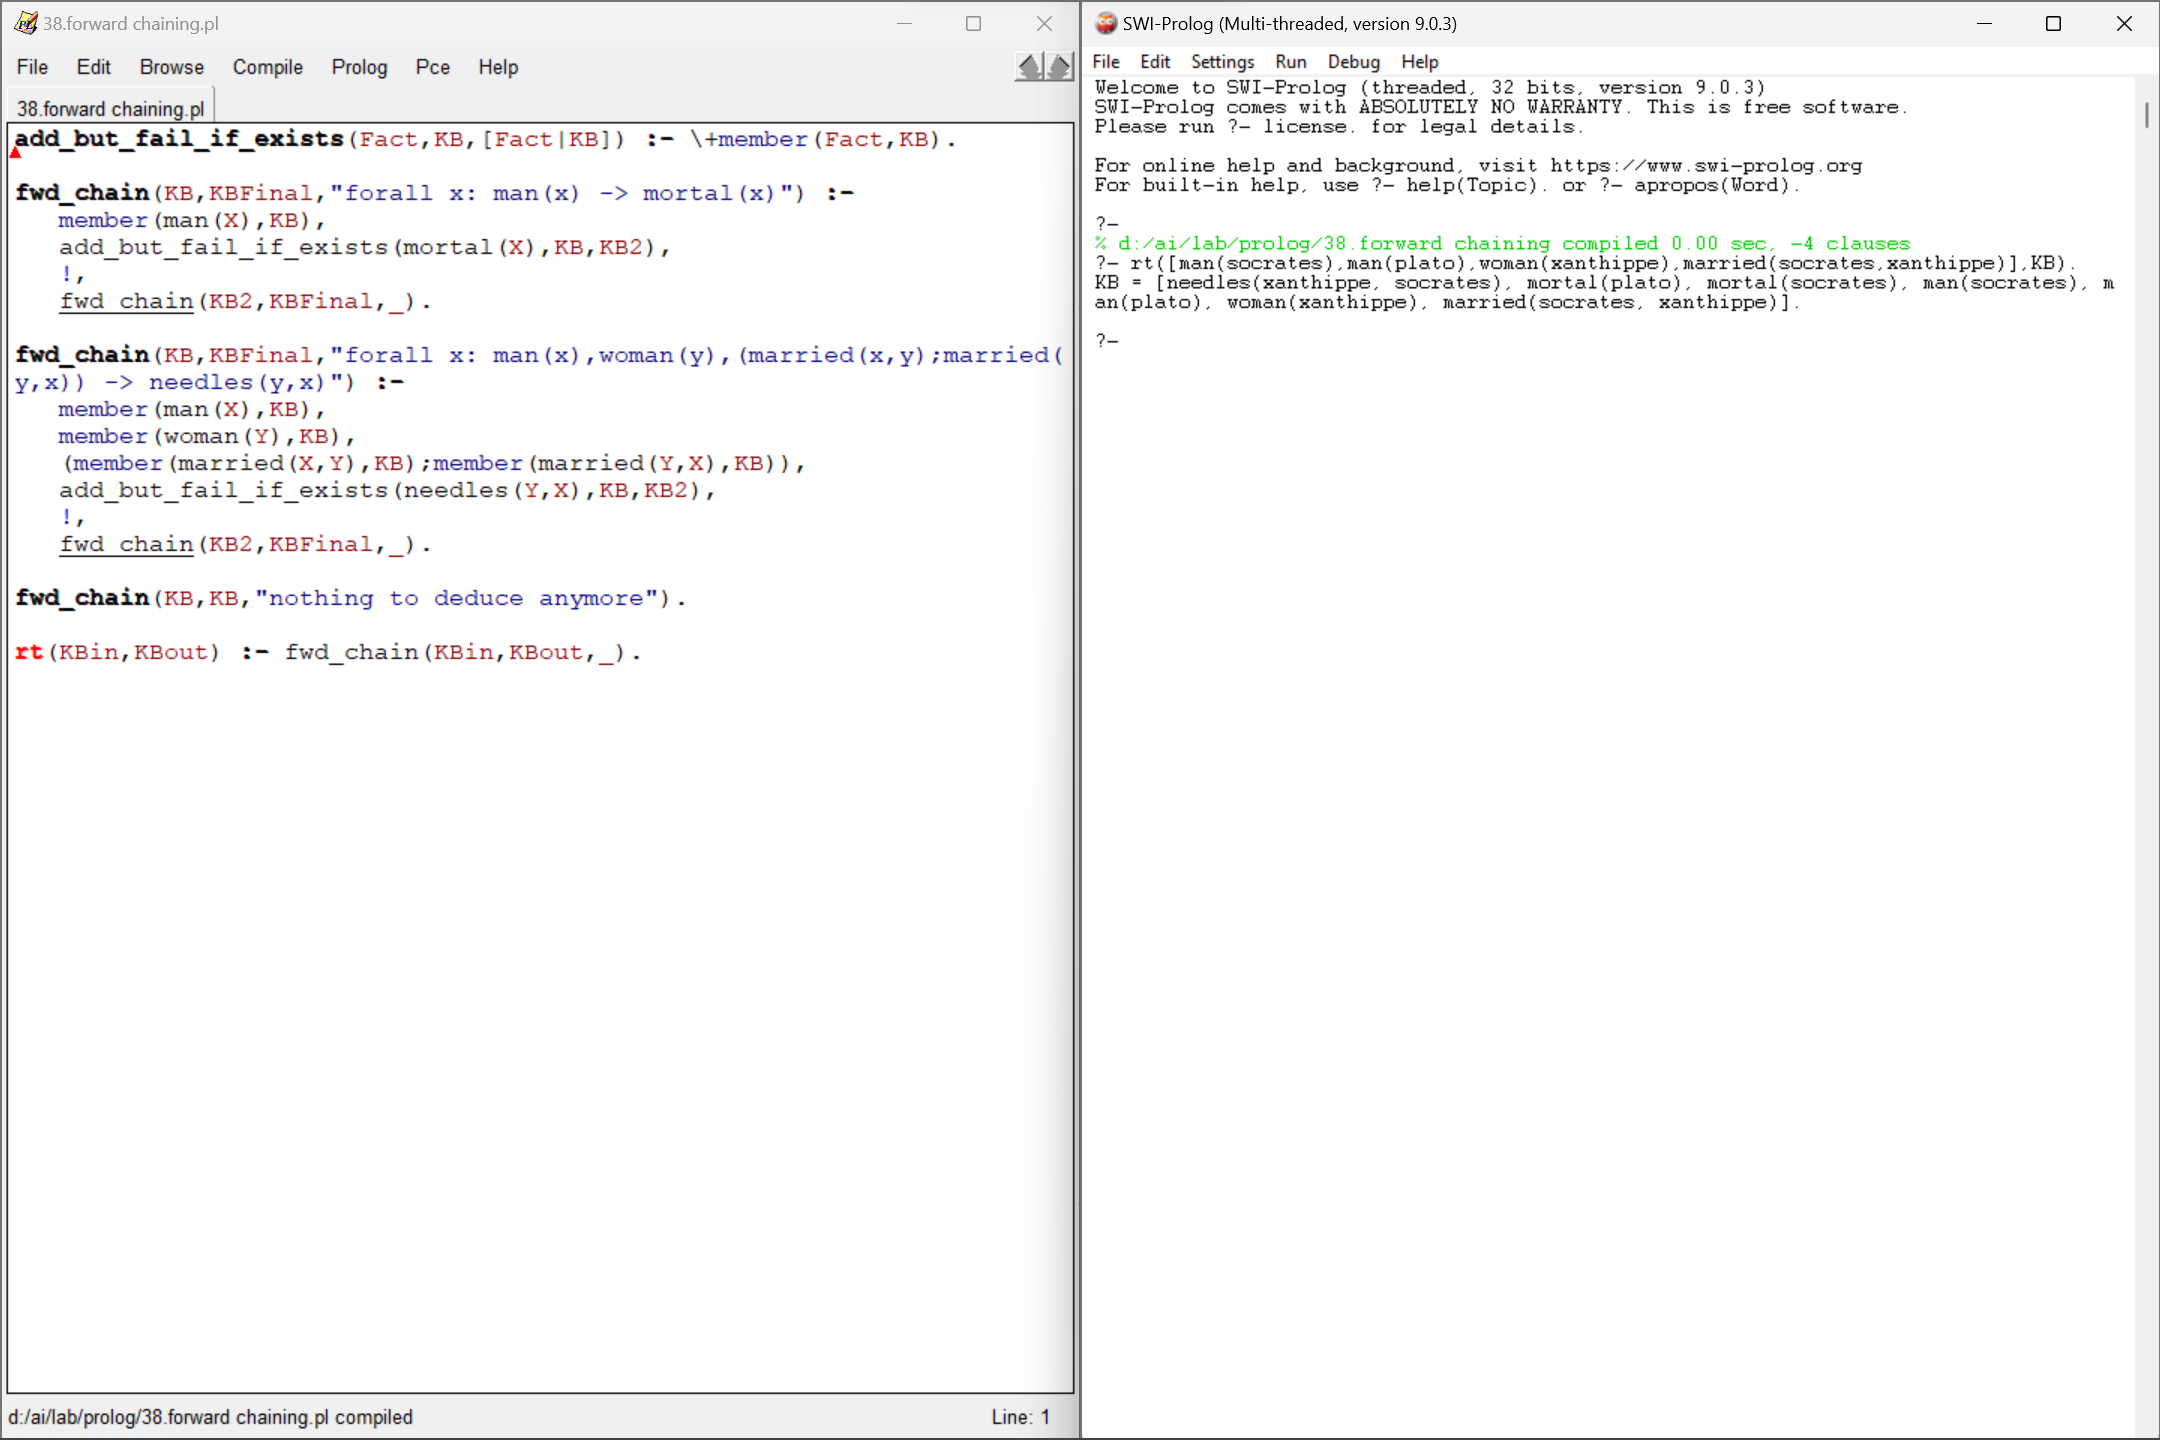 38.forward chaining.pl
File Edit Browse Compile Prolog Pce Help
38.forward chaining.pl
add_but_fail_if_exists(Fact,KB,[Fact|KB]) :- \+member(Fact,KB).
fwd_chain(KB,KBFinal,"forall x: man(x) -> mortal(x)") :-
member(man(X),KB),
add_but_fail_if_exists(mortal(X),KB,KB2),
!,
fwd_chain(KB2,KBFinal,_).
fwd_chain(KB,KBFinal,"forall x: man(x),woman(y),(married(x,y);married(
y,x)) -> needles(y,x)") :-
member(man(X),KB),
member(woman(Y),KB),
(member(married(X,Y),KB);member(married(Y,X),KB)),
add_but_fail_if_exists(needles(Y,X),KB,KB2),
!,
fwd_chain(KB2,KBFinal,_).
fwd_chain(KB,KB,"nothing to deduce anymore").
rt(KBin,KBout) :- fwd_chain(KBin,KBout,_).
d:/ai/lab/prolog/38.forward chaining.pl compiled Line: 1
SWI-Prolog (Multi-threaded, version 9.0.3)
File Edit Settings Run Debug Help
Welcome to SWI-Prolog (threaded, 32 bits, version 9.0.3)
SWI-Prolog comes with ABSOLUTELY NO WARRANTY. This is free software.
Please run ?- license. for legal details.
For online help and background, visit https://www.swi-prolog.org
For built-in help, use ?- help(Topic). or ?- apropos(Word).
?-
% d:/ai/lab/prolog/38.forward chaining compiled 0.00 sec, -4 clauses
?- rt([man(socrates),man(plato),woman(xanthippe),married(socrates,xanthippe)],KB).
KB = [needles(xanthippe, socrates), mortal(plato), mortal(socrates), man(socrates), m
an(plato), woman(xanthippe), married(socrates, xanthippe)].
?-